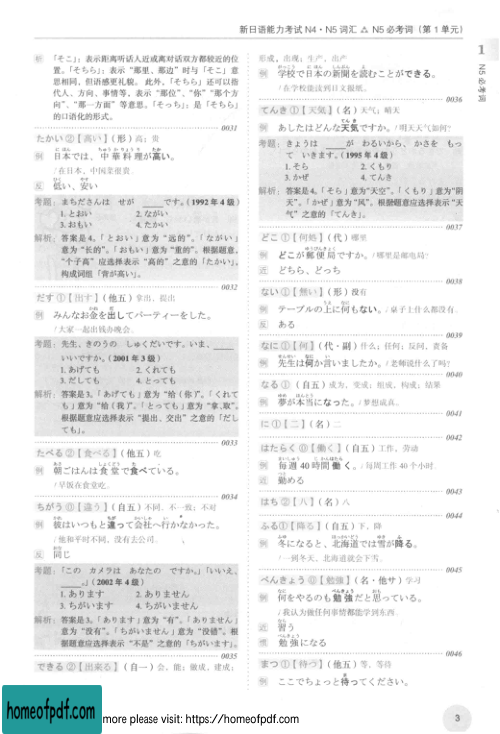 新日语能力考试 N4・N5 词汇 △ N5 必考词（第 1 单元）
析 「そこ」：表示距离听话人近或离对话双方都较近的位
置。「そちら」：表示“那里、那边”时与「そこ」意
思相同，但语感更礼貌。此外，「そちら」还可以指
代人、方向、事情等，表示“那位”、“你”“那个方
向”、“那一方面”等意思。「そっち」：是「そちら」
的口语化的形式。
0031
たかい②【高い】（形）高；贵
例 日本では、中華料理が高い。
/在日本，中国菜很贵。
反 低い、安い
考题：まちださんは せが ____です。（1992 年 4 级）
1. とおい 2. ながい
3. おもい 4. たかい
解析：答案是 4。「とおい」意为“远的”。「ながい」
意为“长的”。「おもい」意为“重的”。根据题意，
“个子高”应选择表示“高的”之意的「たかい」，
构成词组「背が高い」。
0032
だす①【出す】（他五）拿出、提出
例 みんなお金を出してパーティーをした。
/大家一起出钱办晚会。
考题：先生、きのうの しゅくだいです。いま、____
いいですか。（2001 年 3 级）
1. あげても 2. くれても
3. だしても 4. とっても
解析：答案是 3。「あげても」意为“给（你）”。「くれて
も」意为“给（我）”。「とっても」意为“拿、取”。
根据题意应选择表示“提出、交出”之意的「だし
ても」。
0033
たべる②【食べる】（他五）吃
例 朝ごはんは食堂で食べている。
/早饭在食堂吃。
0034
ちがう⓪【違う】（自五）不同，不一致；不对
例 彼はいつもと違って会社へ行かなかった。
/他和平时不同，没有去公司。
反 同じ
考题：「この カメラは あなたの ですか。」「いいえ、
____。」（2002 年 4 级）
1. あります 2. ありません
3. ちがいます 4. ちがいません
解析：答案是 3。「あります」意为“有”。「ありません」
意为“没有”。「ちがいません」意为“没错”。根
据题意应选择表示“不是”之意的「ちがいます」。
0035
できる②【出来る】（自一）会，能；做成，建成；
形成，出现；生产，出产
例 学校で日本の新聞を読むことができる。
/在学校能读到日文报纸。
0036
てんき①【天気】（名）天气；晴天
例 あしたはどんな天気ですか。/明天天气如何？
考题：きょうは ____が わるいから、かさを もっ
て いきます。（1995 年 4 级）
1. そら 2. くもり
3. かぜ 4. てんき
解析：答案是 4。「そら」意为“天空”。「くもり」意为“阴
天”。「かぜ」意为“风”。根据题意应选择表示“天
气”之意的「てんき」。
0037
どこ①【何処】（代）哪里
例 どこが郵便局ですか。/哪里是邮电局？
近 どちら、どっち
0038
ない①【無い】（形）没有
例 テーブルの上に何もない。/桌子上什么都没有。
反 ある
0039
なに①【何】（代・副）什么；任何；反问，责备
例 先生は何か言いましたか。/老师说什么了吗？
0040
なる①（自五）成为，变成；组成，构成；结果
例 夢が本当になった。/梦想成真。
0041
に①【二】（名）二
0042
はたらく⓪【働く】（自五）工作，劳动
例 毎週 40 時間働く。/每周工作 40 个小时。
近 勤める
0043
はち②【八】（名）八
0044
ふる①【降る】（自五）下，降
例 冬になると、北海道では雪が降る。
/一到冬天，北海道就会下雪。
0045
べんきょう⓪【勉強】（名・他サ）学习
例 何をやるのも勉強だと思っている。
/我认为做任何事情都能学到东西。
近 習う
惯 勉強になる
0046
まつ①【待つ】（他五）等，等待
例 ここでちょっと待ってください。
1
N5 必考词
3
homeofpdf.com
more please visit: https://homeofpdf.com